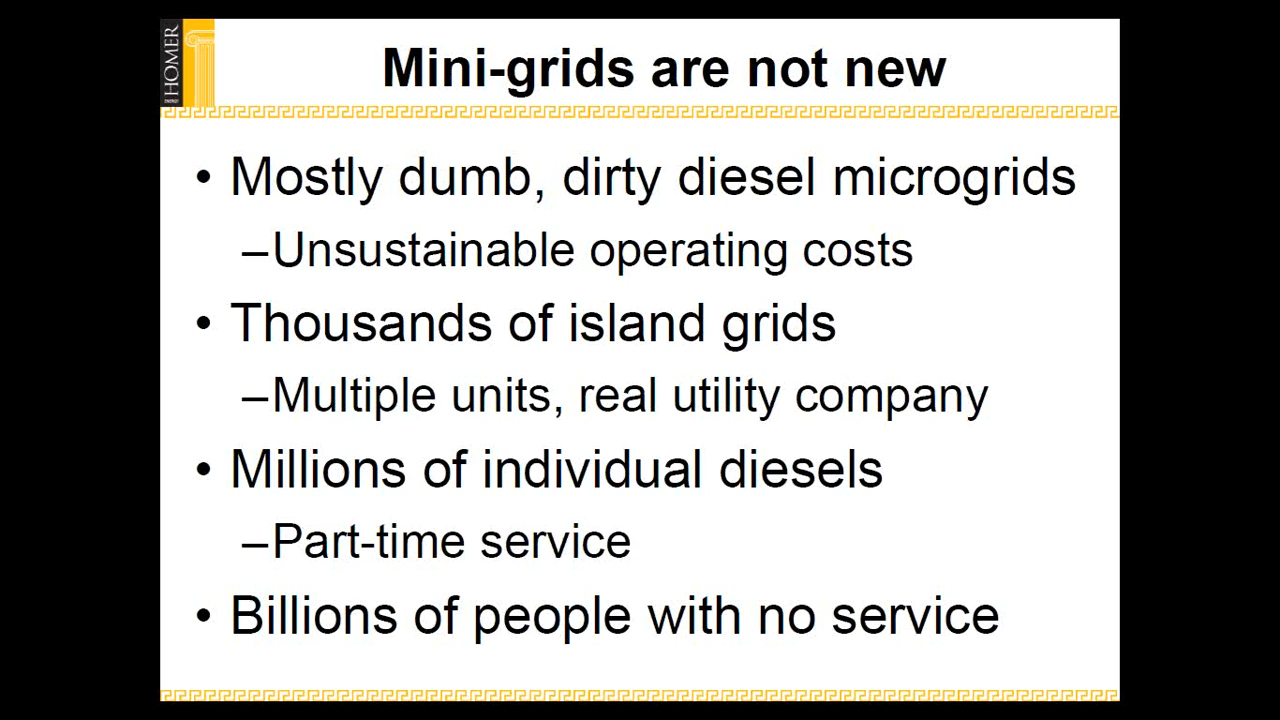 HOMER
ENERGY
Mini-grids are not new
• Mostly dumb, dirty diesel microgrids
–Unsustainable operating costs
• Thousands of island grids
–Multiple units, real utility company
• Millions of individual diesels
–Part-time service
• Billions of people with no service